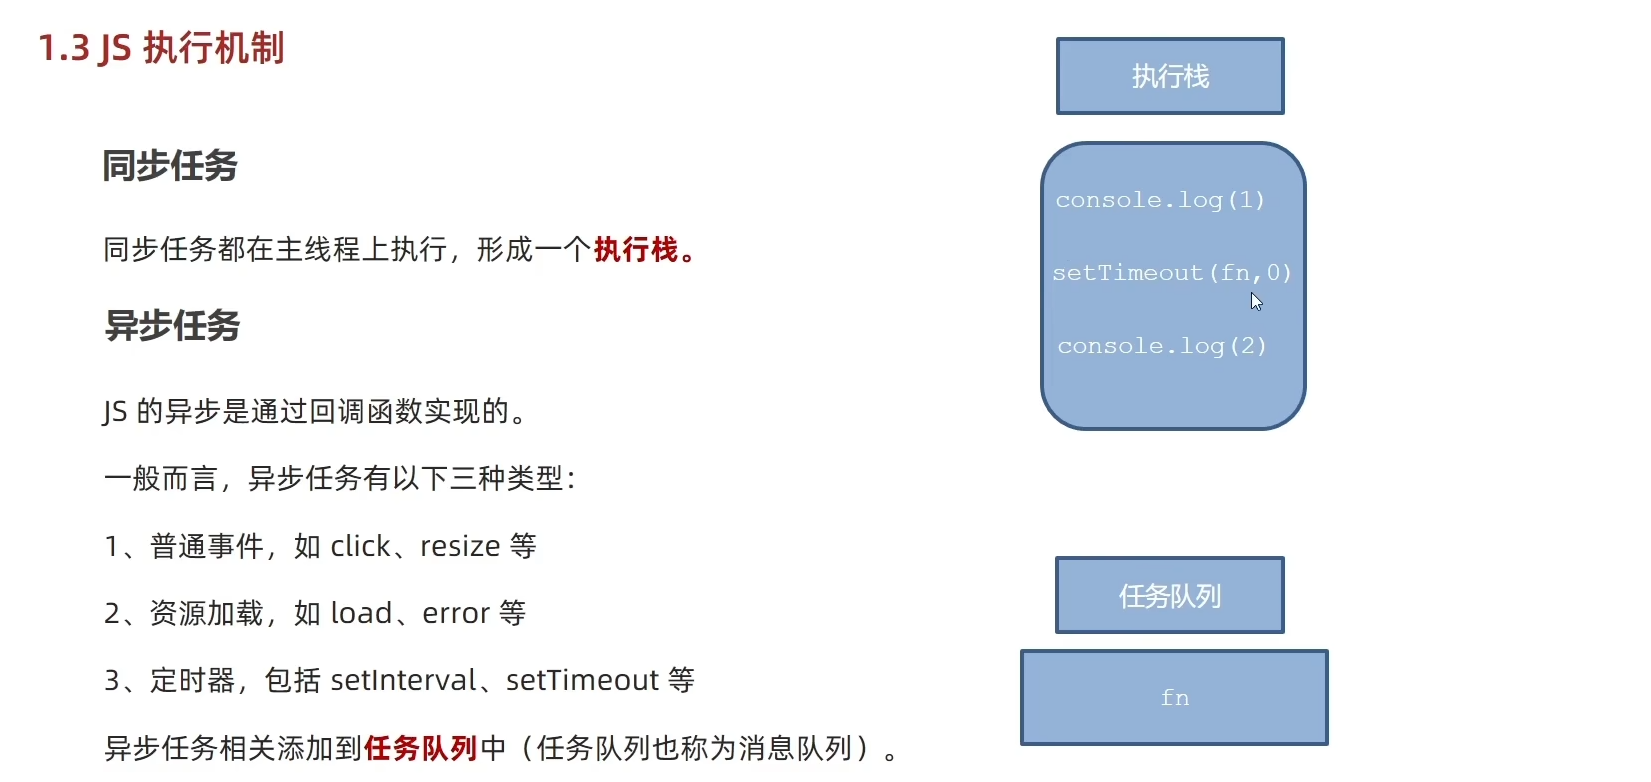 1.3 JS 执行机制
同步任务
同步任务都在主线程上执行，形成一个执行栈。
异步任务
JS 的异步是通过回调函数实现的。
一般而言，异步任务有以下三种类型：
1、普通事件，如 click、resize 等
2、资源加载，如 load、error 等
3、定时器，包括 setInterval、setTimeout 等
异步任务相关添加到任务队列中（任务队列也称为消息队列）。
执行栈
console.log(1)
setTimeout(fn,0)
console.log(2)
任务队列
fn